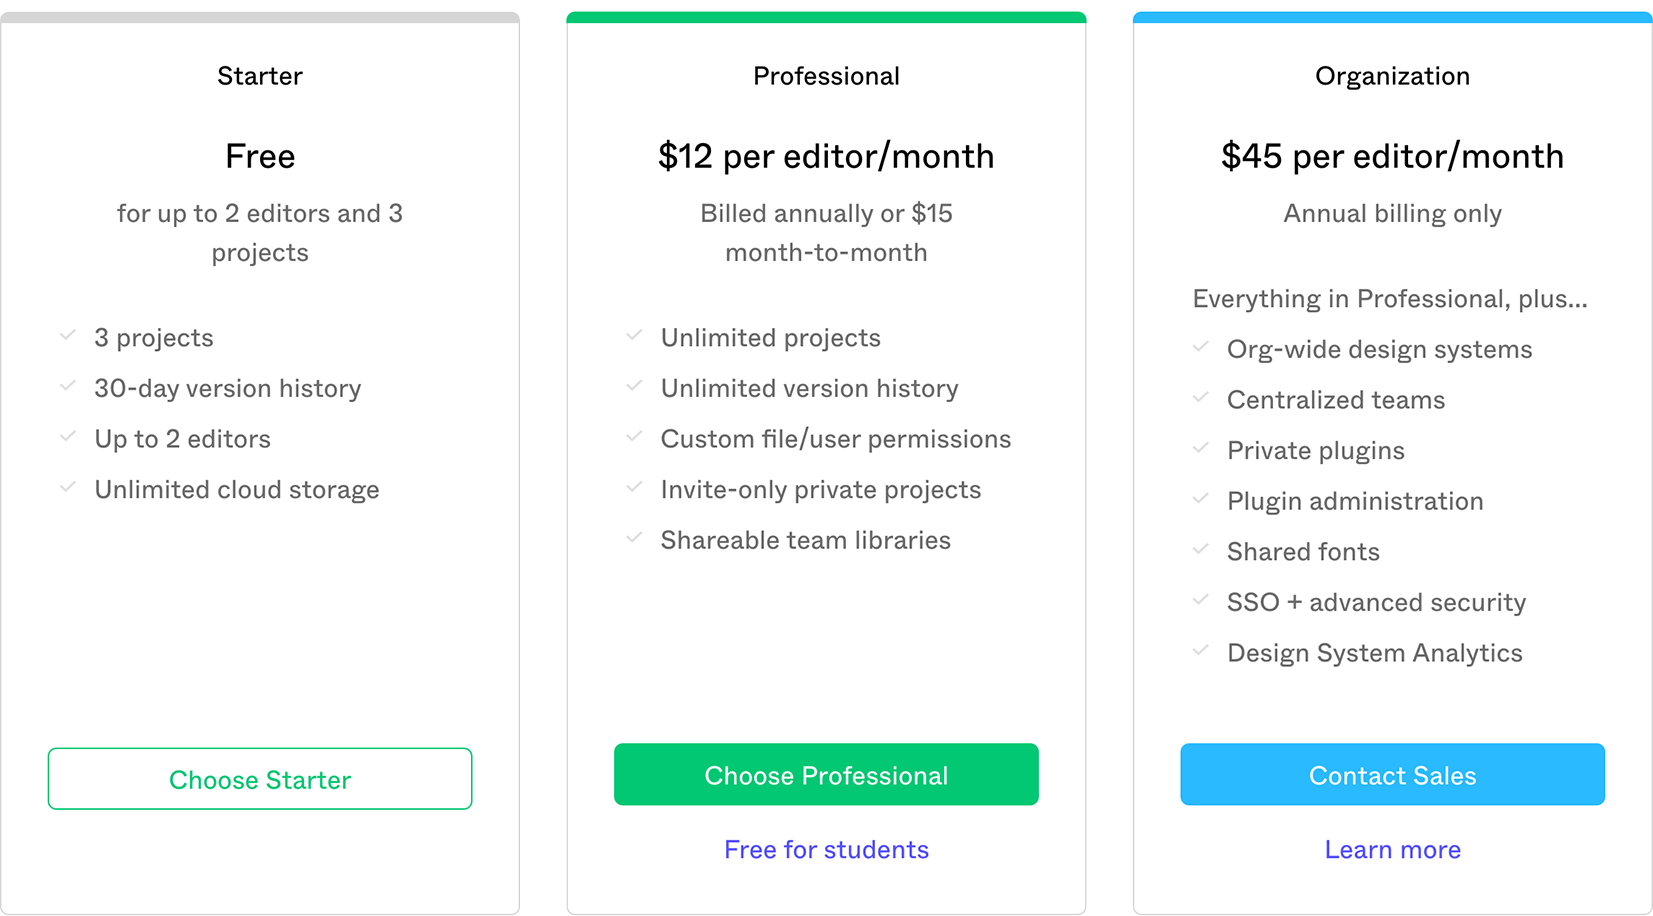 Starter
Free
for up to 2 editors and 3
projects
3 projects
30-day version history
Up to 2 editors
Unlimited cloud storage
Choose Starter
Professional
$12 per editor/month
Billed annually or $15
month-to-month
Unlimited projects
Unlimited version history
Custom file/user permissions
Invite-only private projects
Shareable team libraries
Choose Professional
Free for students
Organization
$45 per editor/month
Annual billing only
Everything in Professional, plus...
Org-wide design systems
Centralized teams
Private plugins
Plugin administration
Shared fonts
SSO + advanced security
Design System Analytics
Contact Sales
Learn more